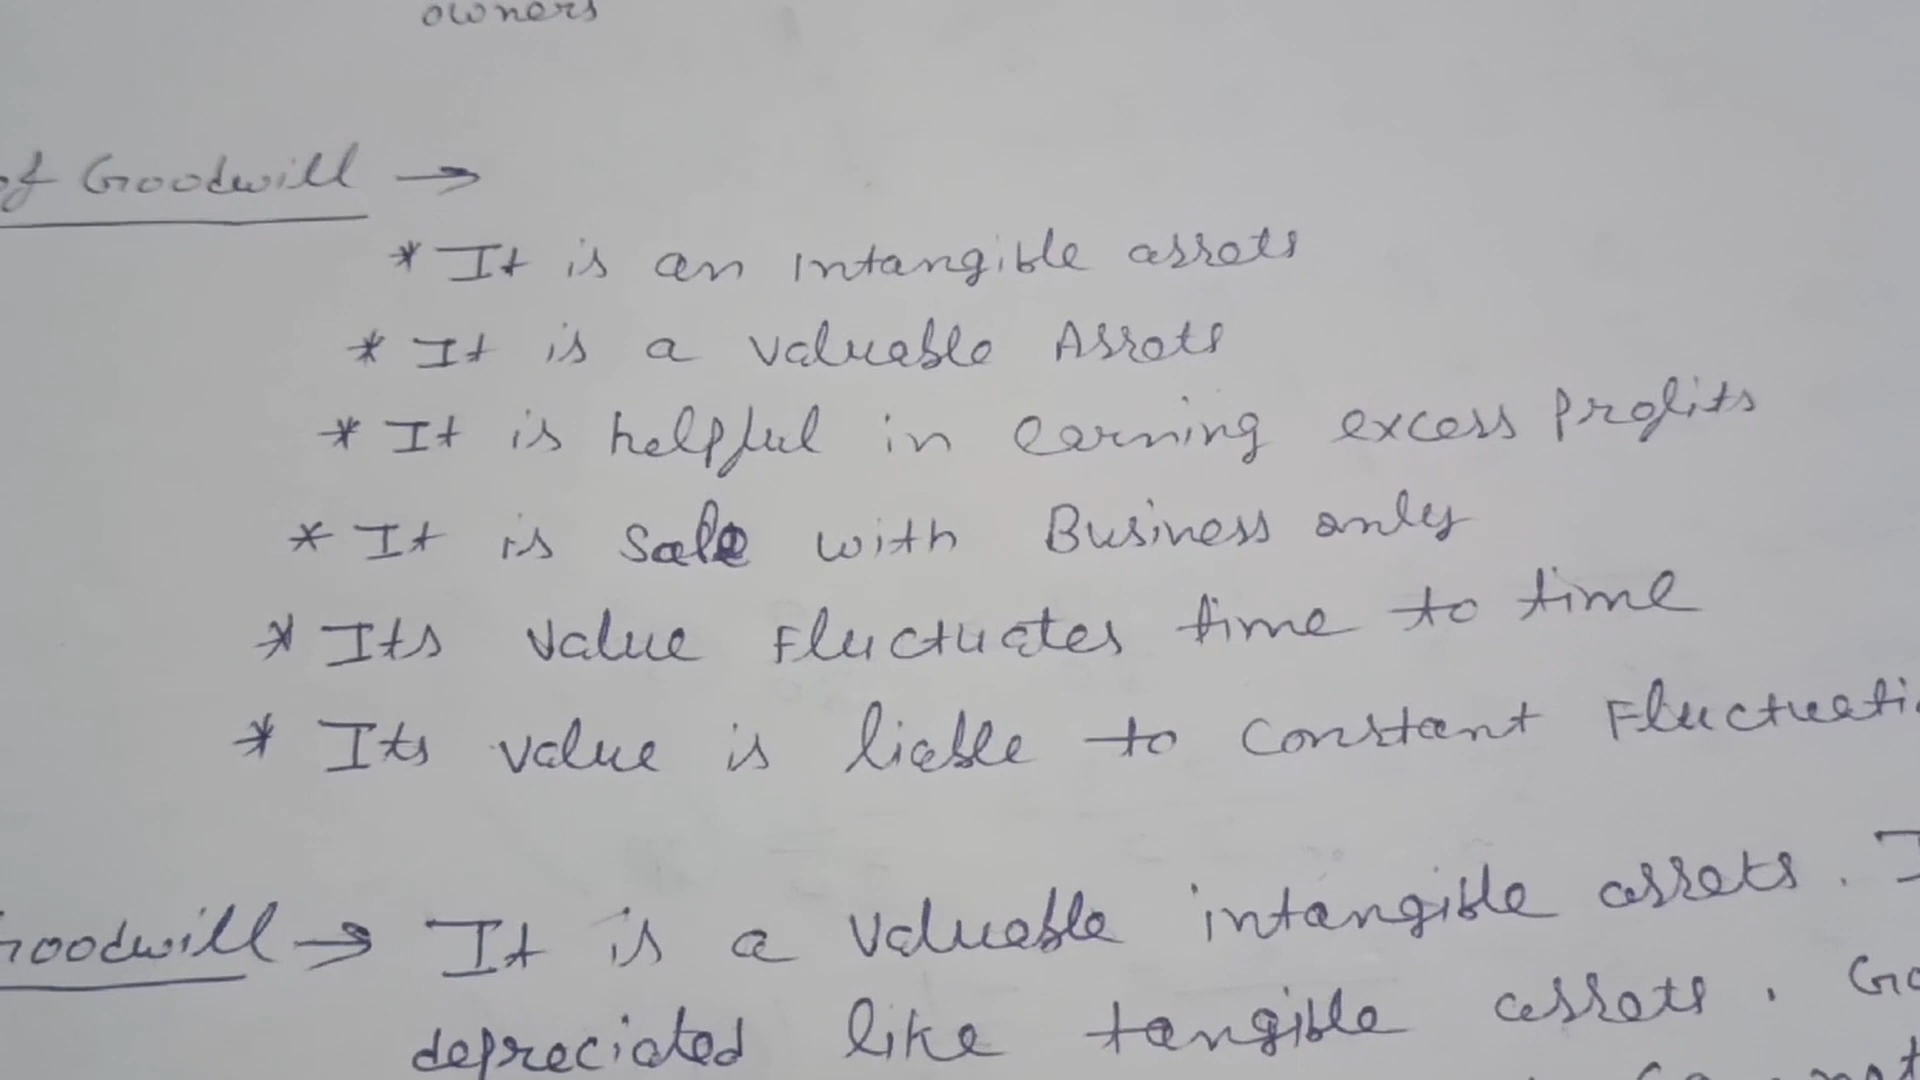 owners
of Goodwill →
* It is an intangible assets
* It is a valuable Assets
* It is helpful in earning excess Profits
* It is sale with Business only
* Its value Fluctuates time to time
* Its value is liable to constant Fluctuati
Goodwill → It is a valuable intangible assets.
depreciated like tangible assets. Go